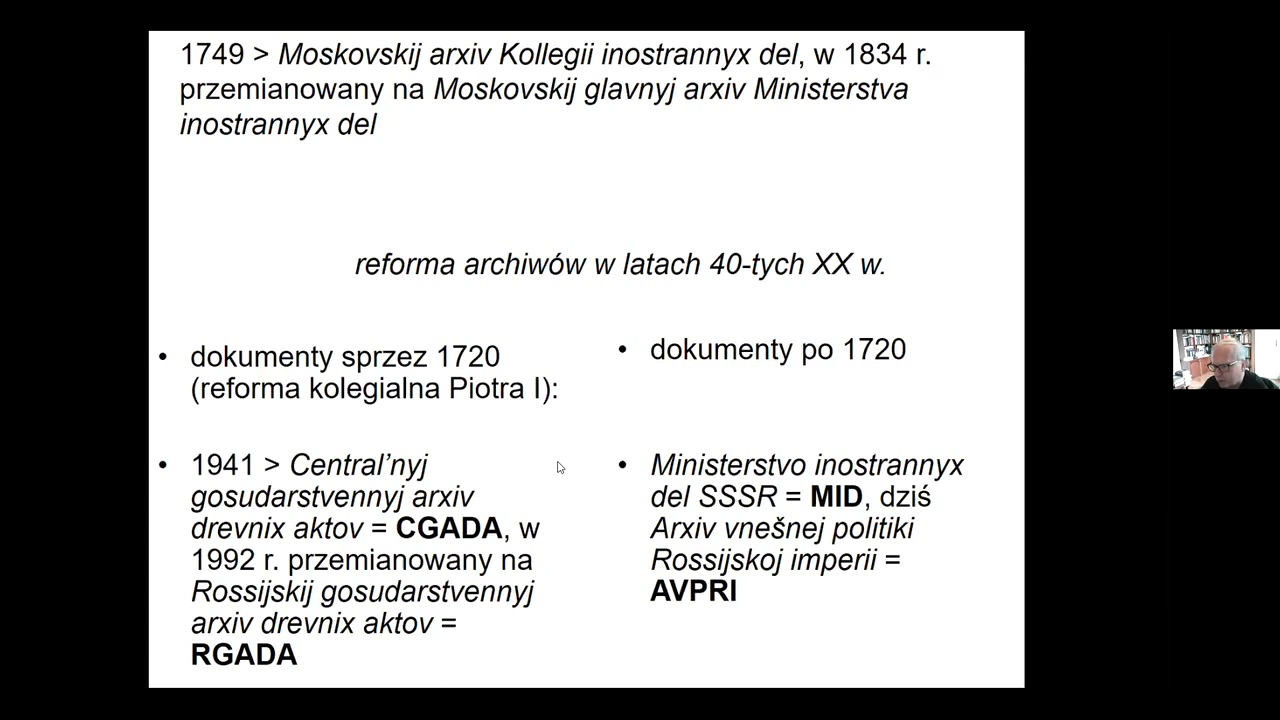 1749 > Moskovskij arxiv Kollegii inostrannyx del, w 1834 r.
przemianowany na Moskovskij glavnyj arxiv Ministerstva
inostrannyx del
reforma archiwów w latach 40-tych XX w.
• dokumenty sprzez 1720
(reforma kolegialna Piotra I):
• 1941 > Central’nyj
gosudarstvennyj arxiv
drevnix aktov = CGADA, w
1992 r. przemianowany na
Rossijskij gosudarstvennyj
arxiv drevnix aktov =
RGADA
• dokumenty po 1720
• Ministerstvo inostrannyx
del SSSR = MID, dziś
Arxiv vnešnej politiki
Rossijskoj imperii =
AVPRI